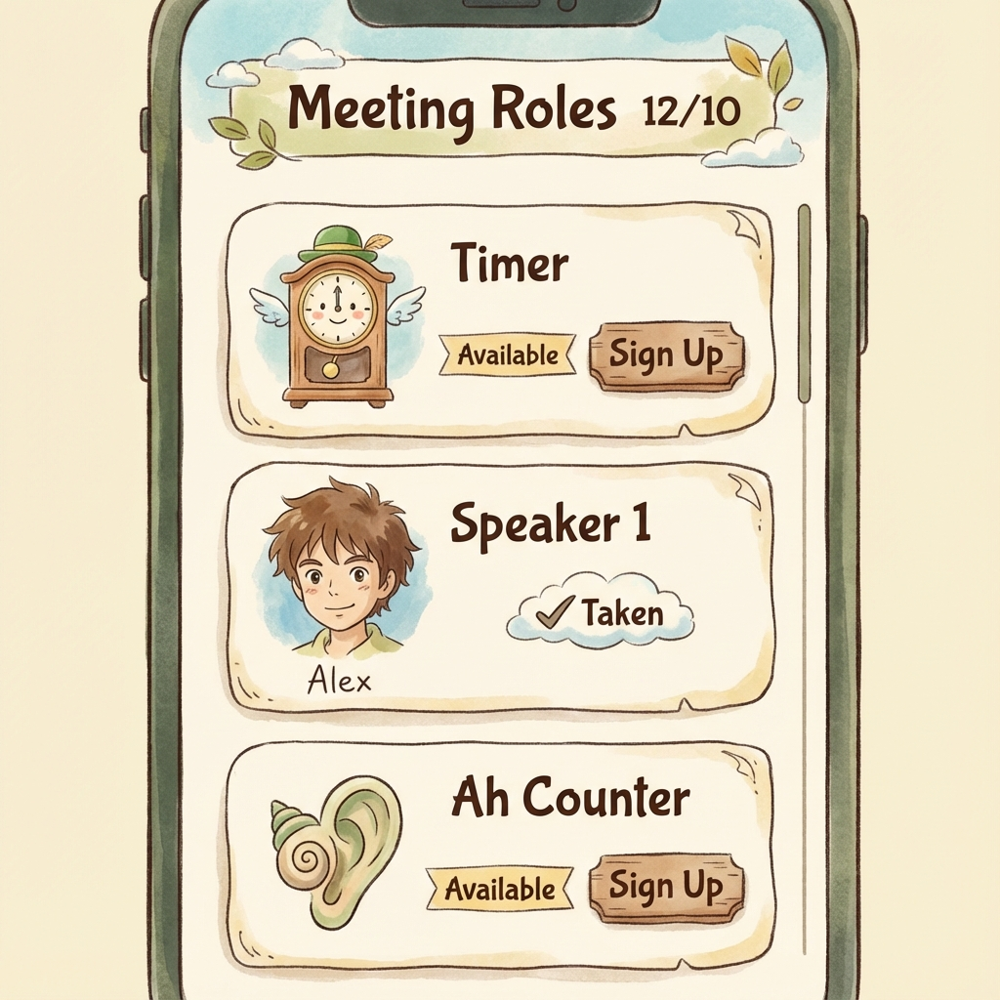 Meeting Roles 12/10
Timer
Available
Sign Up
Speaker 1
✓ Taken
Alex
Ah Counter
Available
Sign Up